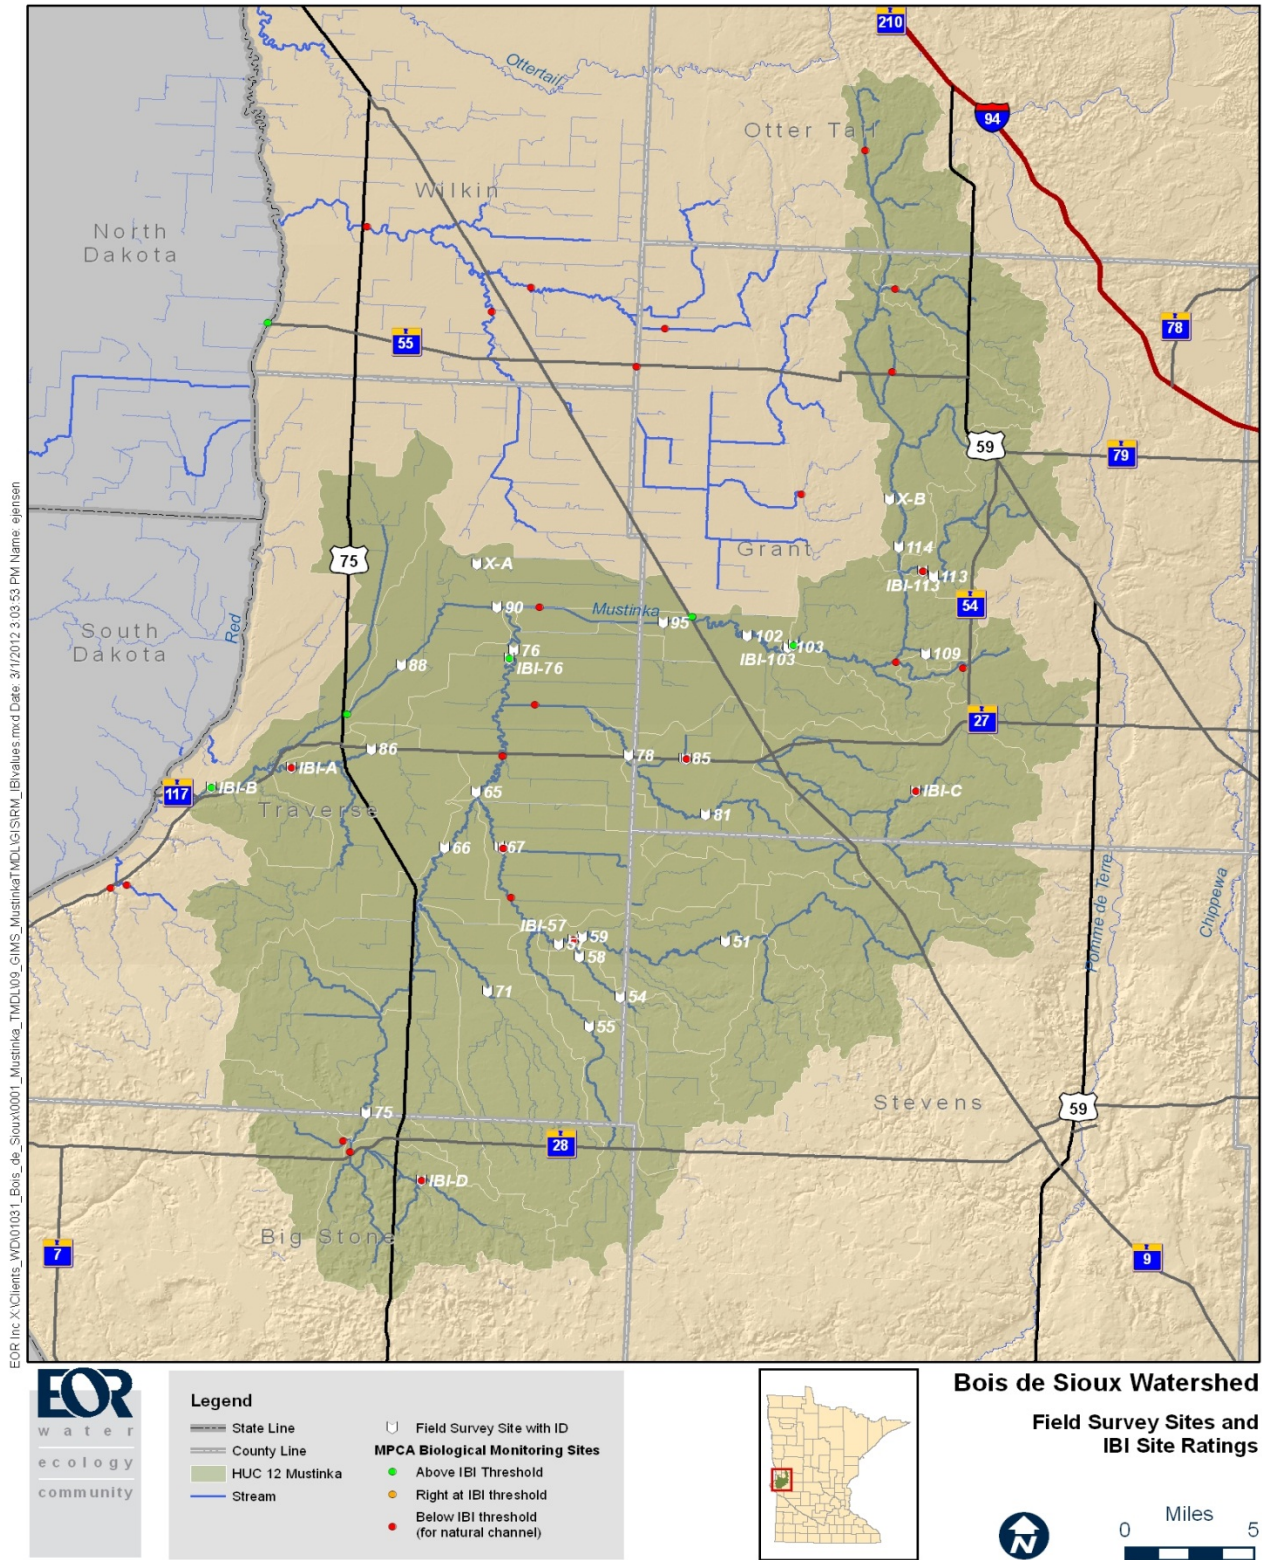 210
Ottertail
94
Otter Tail
Wilkin
North
Dakota
78
55
59
79
X-B
Grant
114
75
X-A
113
IBI-113
54
90
Mustinka
95
102
103
IBI-103
South
Dakota
Red
76
IBI-76
88
109
27
86
78
85
IBI-A
IBI-B
117
Traverse
65
IBI-C
81
66
67
Pomme de Terre
Chippewa
IBI-57
59
57
58
51
71
54
55
Stevens
75
59
28
IBI-D
Big Stone
7
9
EOR Inc X:\Clients_WD\01031_Bois_de_Sioux\0001_Mustinka_TMDL\09_GIMS_MustinkaTMDL\GIS\RM_IBIvalues.mxd Date: 3/1/2012 3:03:53 PM Name: ejensen
EOR
water
ecology
community
Legend
State Line
County Line
HUC 12 Mustinka
Stream
Field Survey Site with ID
MPCA Biological Monitoring Sites
Above IBI Threshold
Right at IBI threshold
Below IBI threshold
(for natural channel)
Bois de Sioux Watershed
Field Survey Sites and
IBI Site Ratings
N
Miles
0 5